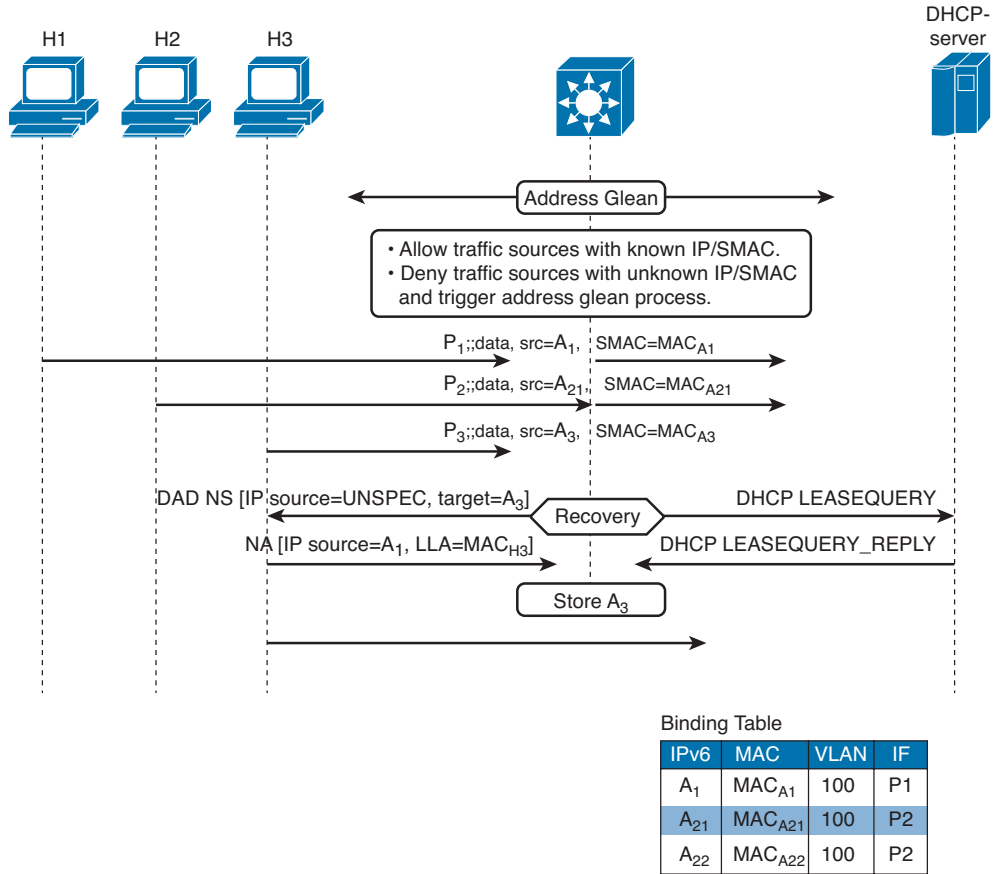 H1
H2
H3
DHCP-
server
Address Glean
• Allow traffic sources with known IP/SMAC.
• Deny traffic sources with unknown IP/SMAC
and trigger address glean process.
P1;;data, src=A1, SMAC=MACA1
P2;;data, src=A21, SMAC=MACA21
P3;;data, src=A3, SMAC=MACA3
DAD NS [IP source=UNSPEC, target=A3]
Recovery
DHCP LEASEQUERY
NA [IP source=A1, LLA=MACH3]
DHCP LEASEQUERY_REPLY
Store A3
Binding Table
IPv6 MAC VLAN IF
A1 MACA1 100 P1
A21 MACA21 100 P2
A22 MACA22 100 P2